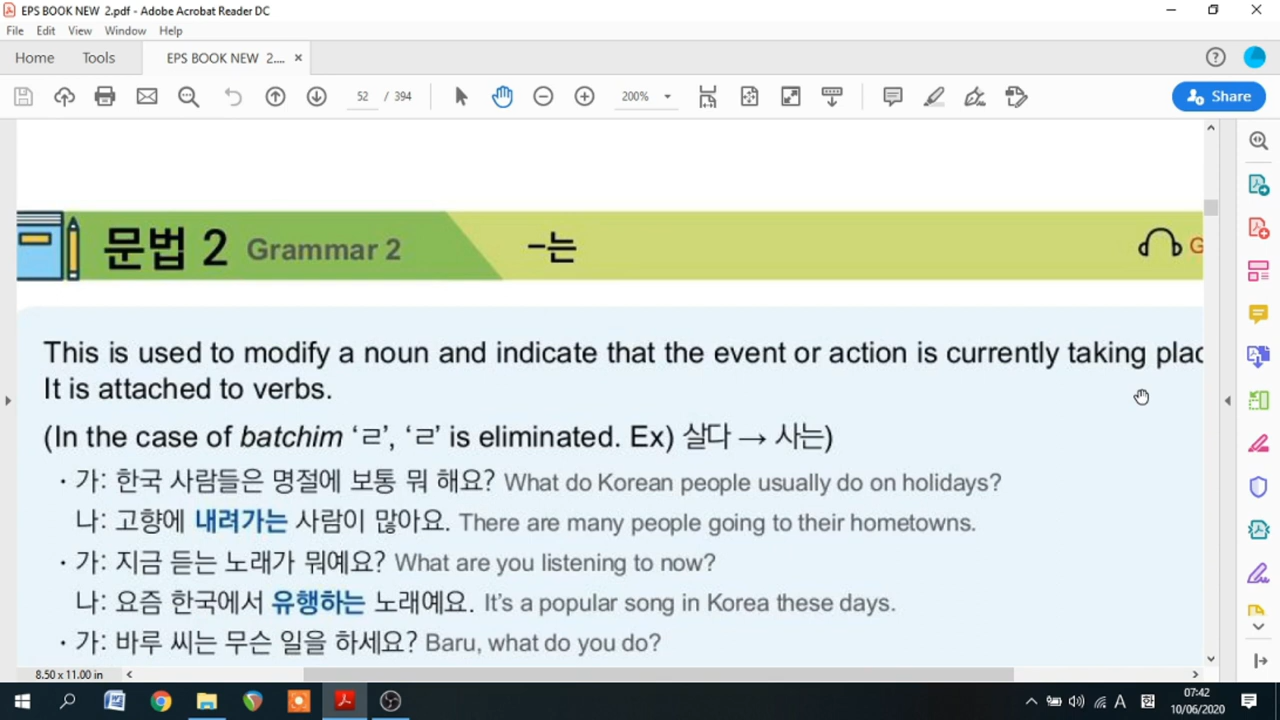 EPS BOOK NEW  2.pdf - Adobe Acrobat Reader DC
File Edit View Window Help
Home Tools EPS BOOK NEW  2.... ×
52 / 394 200% Share
문법 2 Grammar 2 -는 G
This is used to modify a noun and indicate that the event or action is currently taking plac
It is attached to verbs.
(In the case of batchim ‘ㄹ’, ‘ㄹ’ is eliminated. Ex) 살다 → 사는)
· 가: 한국 사람들은 명절에 보통 뭐 해요? What do Korean people usually do on holidays?
나: 고향에 내려가는 사람이 많아요. There are many people going to their hometowns.
· 가: 지금 듣는 노래가 뭐예요? What are you listening to now?
나: 요즘 한국에서 유행하는 노래예요. It’s a popular song in Korea these days.
· 가: 바루 씨는 무슨 일을 하세요? Baru, what do you do?
8.50 x 11.00 in
A 한 07:42
10/06/2020